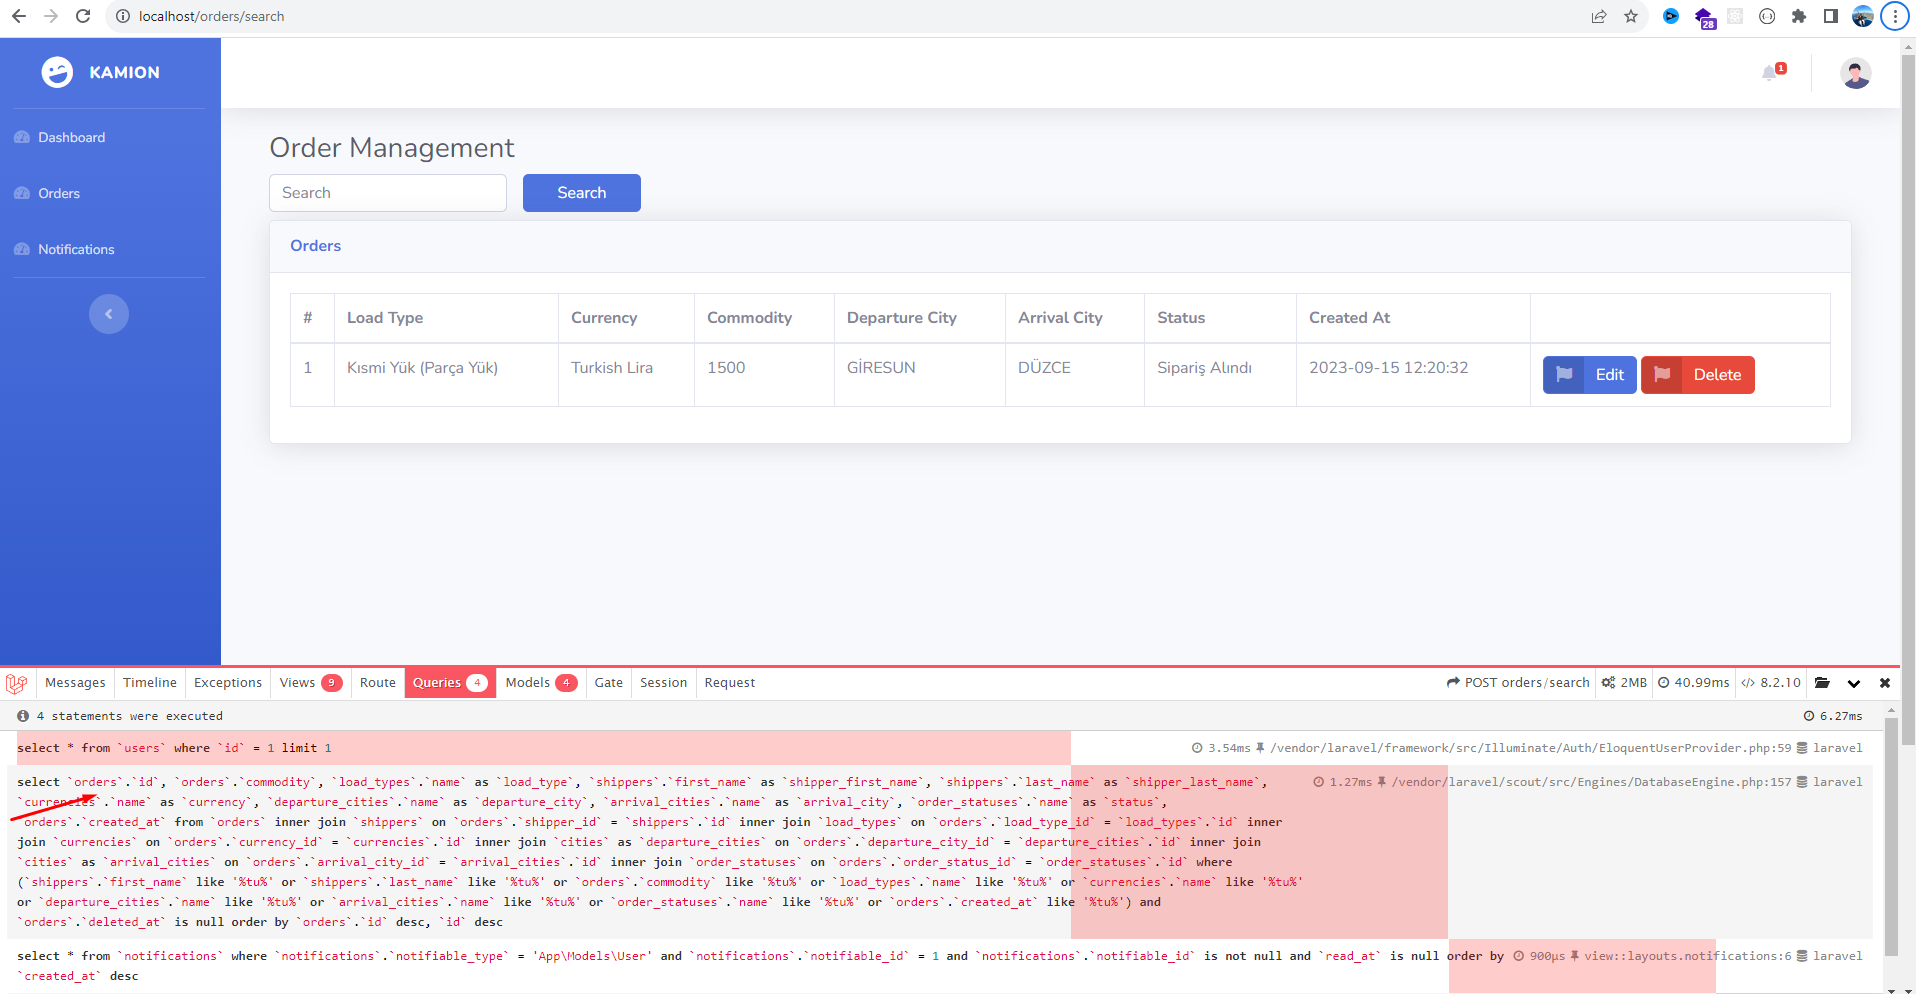 localhost/orders/search
28
KAMION
1
Dashboard
Orders
Notifications
Order Management
Search
Search
Orders
# Load Type Currency Commodity Departure City Arrival City Status Created At
1 Kısmi Yük (Parça Yük) Turkish Lira 1500 GİRESUN DÜZCE Sipariş Alındı 2023-09-15 12:20:32 Edit Delete
Messages Timeline Exceptions Views 9 Route Queries 4 Models 4 Gate Session Request POST orders/search 2MB 40.99ms </> 8.2.10
4 statements were executed 6.27ms
select * from `users` where `id` = 1 limit 1 3.54ms /vendor/laravel/framework/src/Illuminate/Auth/EloquentUserProvider.php:59 laravel
select `orders`.`id`, `orders`.`commodity`, `load_types`.`name` as `load_type`, `shippers`.`first_name` as `shipper_first_name`, `shippers`.`last_name` as `shipper_last_name`, 1.27ms /vendor/laravel/scout/src/Engines/DatabaseEngine.php:157 laravel
`currencies`.`name` as `currency`, `departure_cities`.`name` as `departure_city`, `arrival_cities`.`name` as `arrival_city`, `order_statuses`.`name` as `status`,
`orders`.`created_at` from `orders` inner join `shippers` on `orders`.`shipper_id` = `shippers`.`id` inner join `load_types` on `orders`.`load_type_id` = `load_types`.`id` inner
join `currencies` on `orders`.`currency_id` = `currencies`.`id` inner join `cities` as `departure_cities` on `orders`.`departure_city_id` = `departure_cities`.`id` inner join
`cities` as `arrival_cities` on `orders`.`arrival_city_id` = `arrival_cities`.`id` inner join `order_statuses` on `orders`.`order_status_id` = `order_statuses`.`id` where
(`shippers`.`first_name` like '%tu%' or `shippers`.`last_name` like '%tu%' or `orders`.`commodity` like '%tu%' or `load_types`.`name` like '%tu%' or `currencies`.`name` like '%tu%'
or `departure_cities`.`name` like '%tu%' or `arrival_cities`.`name` like '%tu%' or `order_statuses`.`name` like '%tu%' or `orders`.`created_at` like '%tu%') and
`orders`.`deleted_at` is null order by `orders`.`id` desc, `id` desc
select * from `notifications` where `notifications`.`notifiable_type` = 'App\Models\User' and `notifications`.`notifiable_id` = 1 and `notifications`.`notifiable_id` is not null and `read_at` is null order by 900μs view::layouts.notifications:6 laravel
`created_at` desc